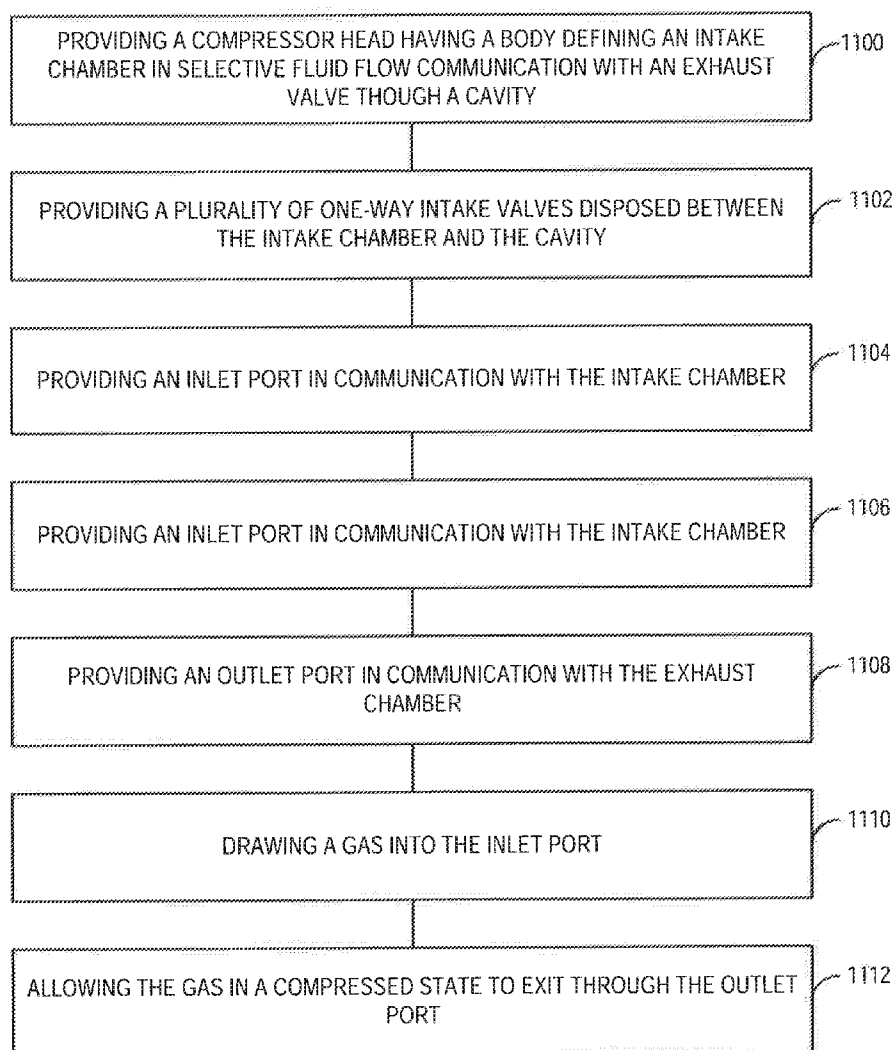 PROVIDING A COMPRESSOR HEAD HAVING A BODY DEFINING AN INTAKE
CHAMBER IN SELECTIVE FLUID FLOW COMMUNICATION WITH AN EXHAUST
VALVE THOUGH A CAVITY
1100
PROVIDING A PLURALITY OF ONE-WAY INTAKE VALVES DISPOSED BETWEEN
THE INTAKE CHAMBER AND THE CAVITY
1102
PROVIDING AN INLET PORT IN COMMUNICATION WITH THE INTAKE CHAMBER
1104
PROVIDING AN INLET PORT IN COMMUNICATION WITH THE INTAKE CHAMBER
1106
PROVIDING AN OUTLET PORT IN COMMUNICATION WITH THE EXHAUST
CHAMBER
1108
DRAWING A GAS INTO THE INLET PORT
1110
ALLOWING THE GAS IN A COMPRESSED STATE TO EXIT THROUGH THE OUTLET
PORT
1112